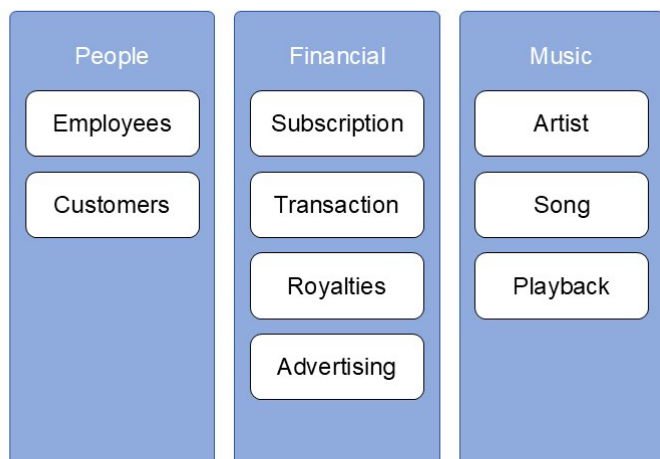 People
Employees
Customers
Financial
Subscription
Transaction
Royalties
Advertising
Music
Artist
Song
Playback